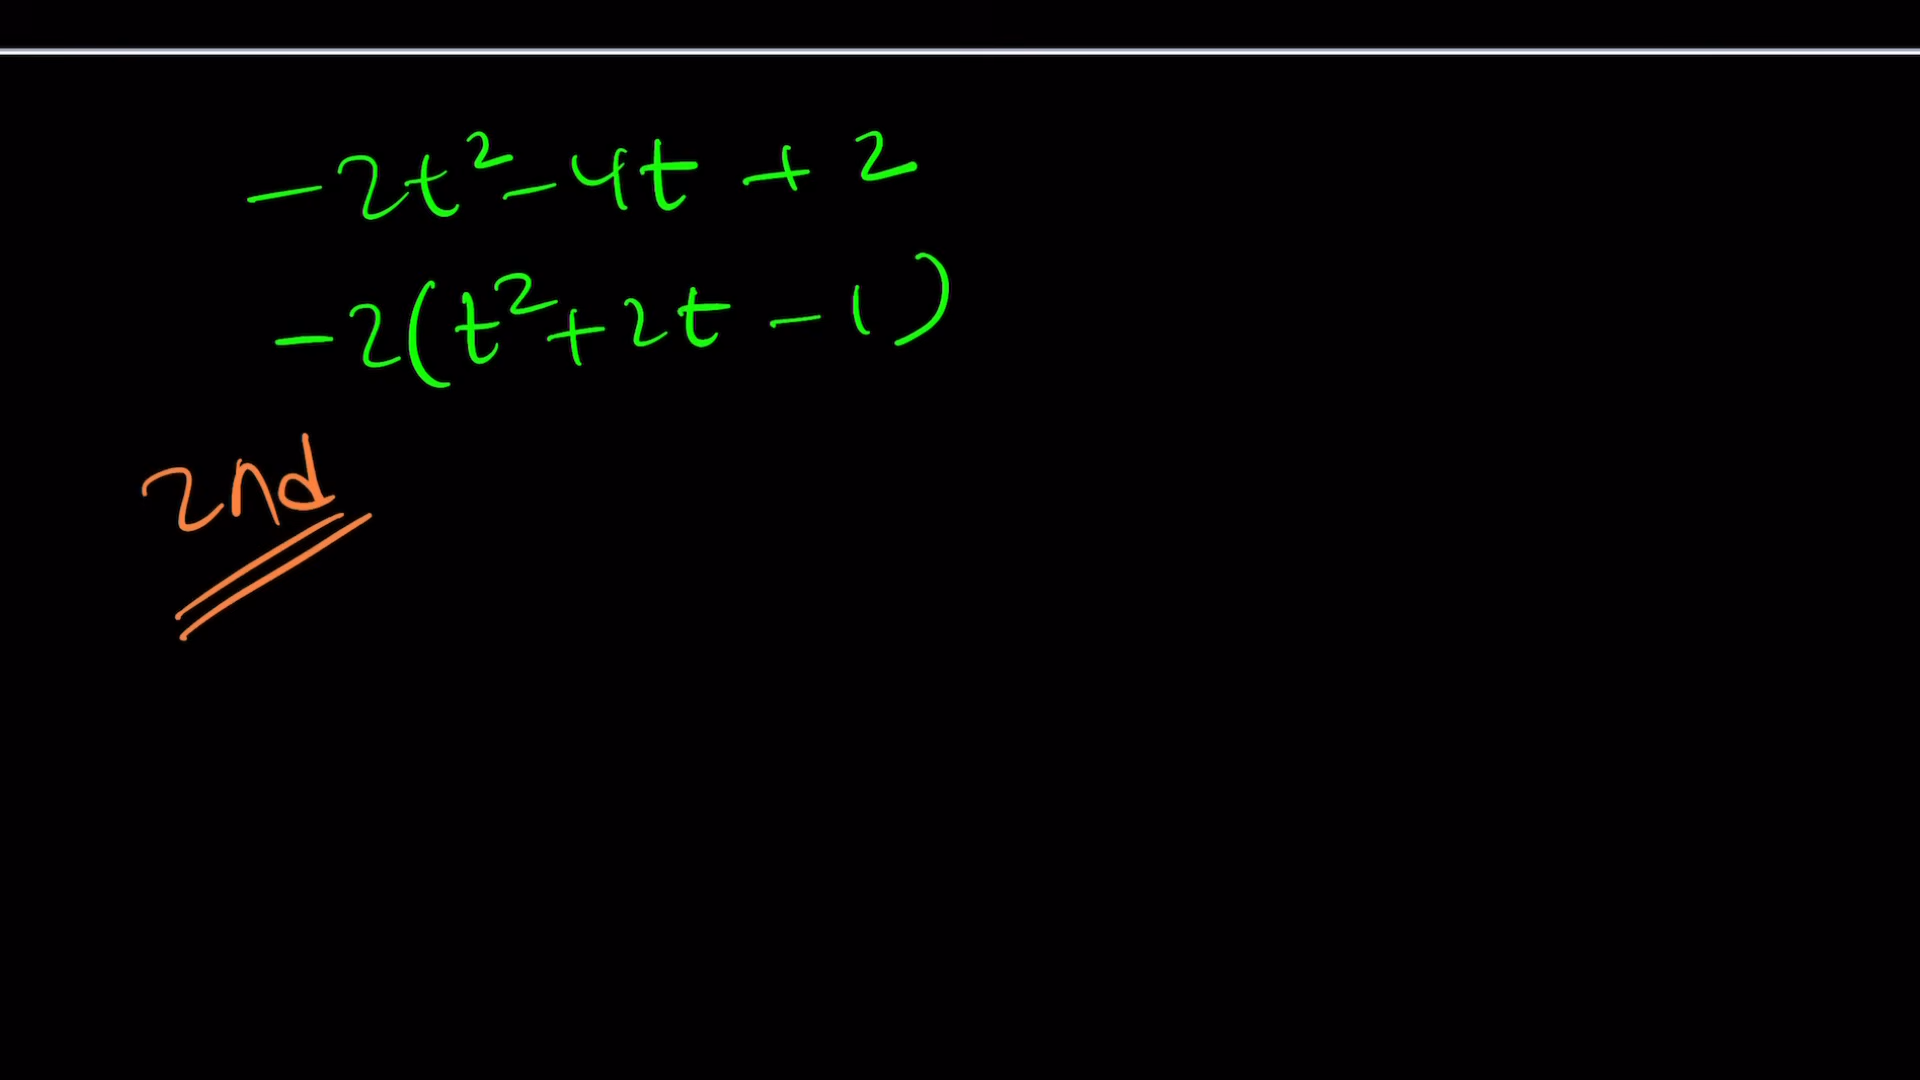 -2t² - 4t + 2
-2(t² + 2t - 1)
2nd